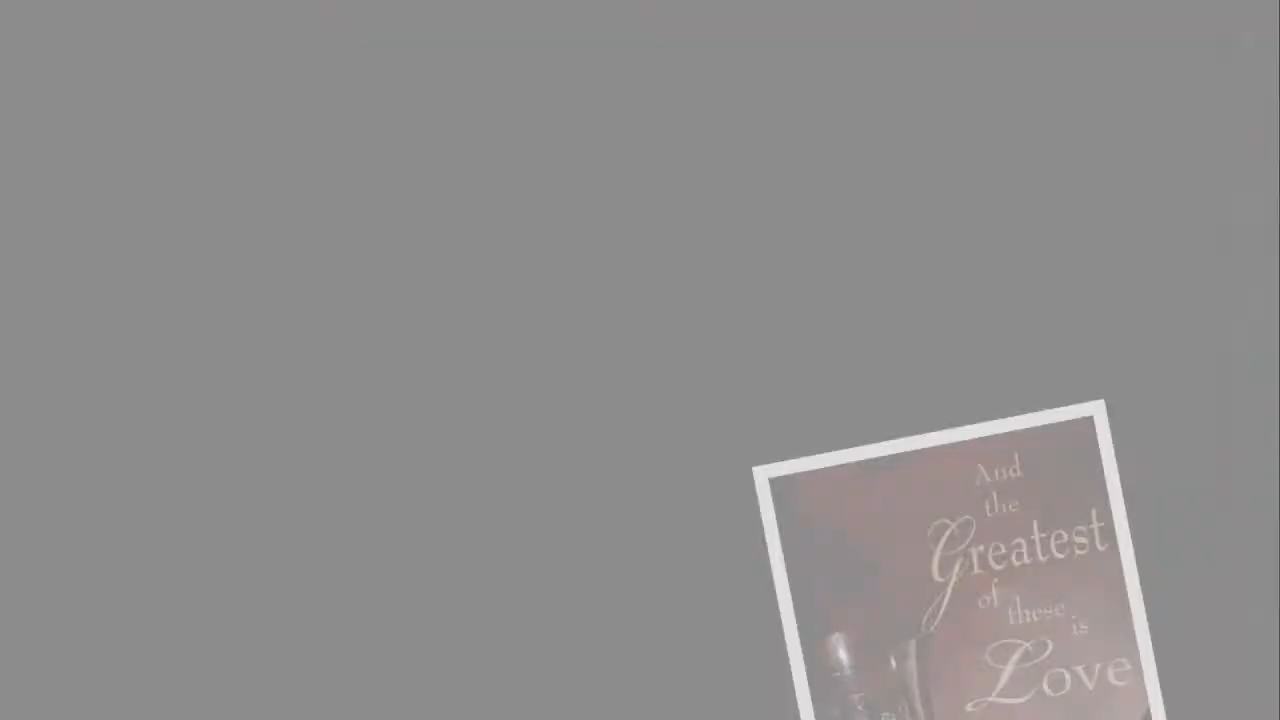 And
the
Greatest
of these is
Love